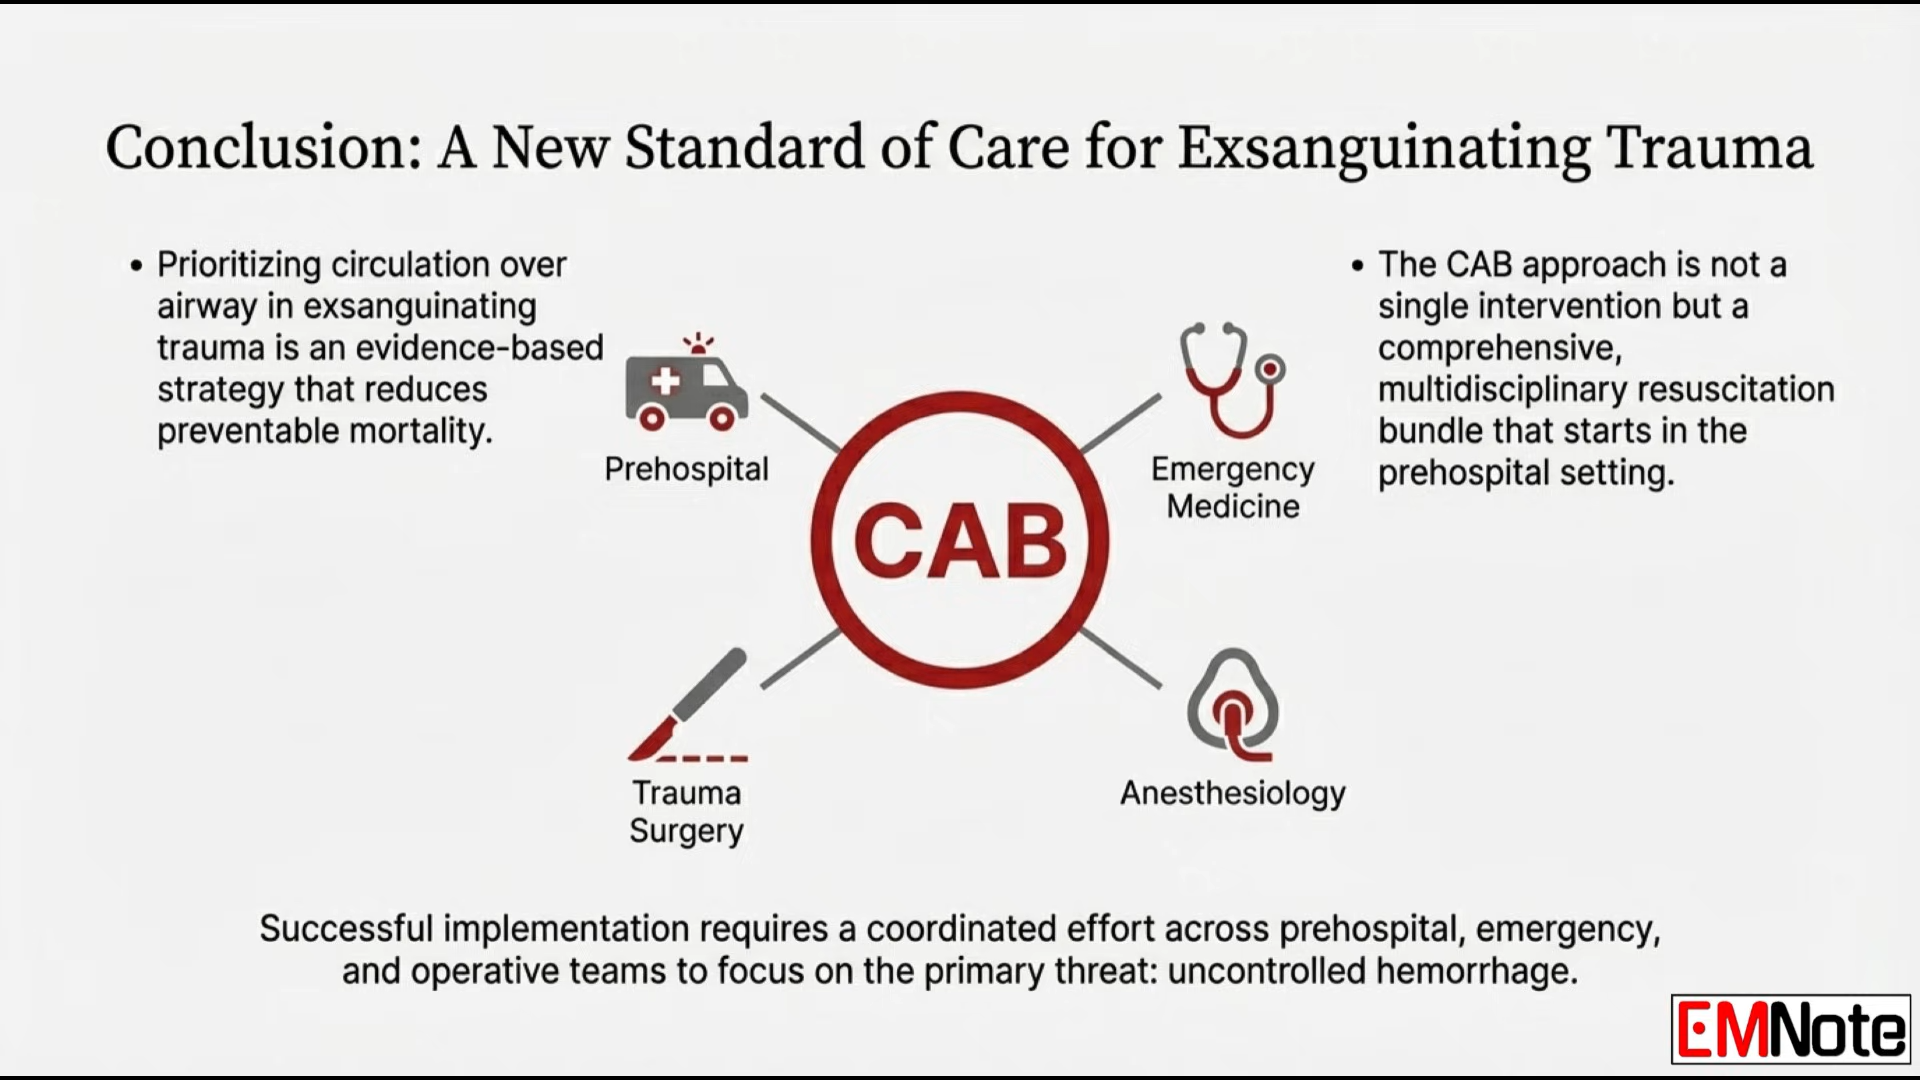 Conclusion: A New Standard of Care for Exsanguinating Trauma
• Prioritizing circulation over
airway in exsanguinating
trauma is an evidence-based
strategy that reduces
preventable mortality.
• The CAB approach is not a
single intervention but a
comprehensive,
multidisciplinary resuscitation
bundle that starts in the
prehospital setting.
Prehospital
Emergency
Medicine
CAB
Trauma
Surgery
Anesthesiology
Successful implementation requires a coordinated effort across prehospital, emergency,
and operative teams to focus on the primary threat: uncontrolled hemorrhage.
EMNote